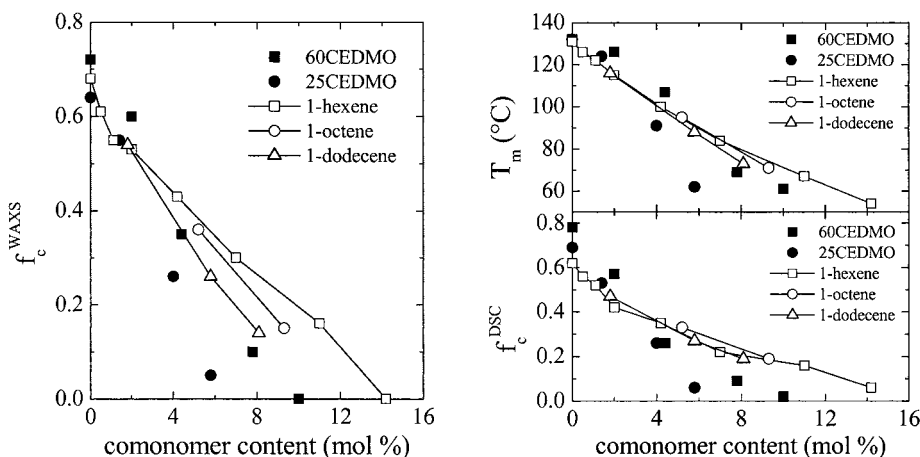 0.8
0.6
0.4
0.2
0.0
f_c^WAXS
60CEDMO
25CEDMO
1-hexene
1-octene
1-dodecene
0 4 8 12 16
comonomer content (mol %)
140
120
100
80
60
T_m (°C)
60CEDMO
25CEDMO
1-hexene
1-octene
1-dodecene
0.8
0.6
0.4
0.2
0.0
f_c^DSC
60CEDMO
25CEDMO
1-hexene
1-octene
1-dodecene
0 4 8 12 16
comonomer content (mol %)